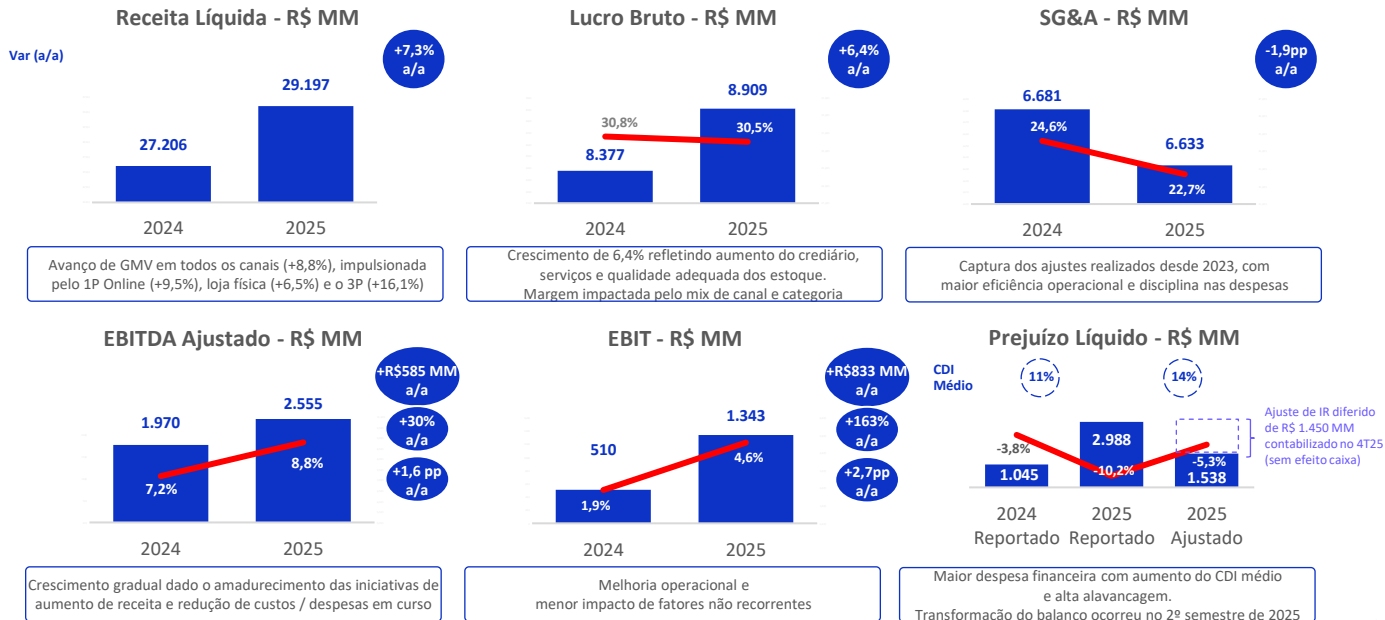 Receita Líquida - R$ MM
Var (a/a)
+7,3%
a/a
29.197
27.206
2024
2025
Avanço de GMV em todos os canais (+8,8%), impulsionada
pelo 1P Online (+9,5%), loja física (+6,5%) e o 3P (+16,1%)
Lucro Bruto - R$ MM
+6,4%
a/a
8.909
30,8%
30,5%
8.377
2024
2025
Crescimento de 6,4% refletindo aumento do crediário,
serviços e qualidade adequada dos estoque.
Margem impactada pelo mix de canal e categoria
SG&A - R$ MM
-1,9pp
a/a
6.681
24,6%
6.633
22,7%
2024
2025
Captura dos ajustes realizados desde 2023, com
maior eficiência operacional e disciplina nas despesas
EBITDA Ajustado - R$ MM
+R$585 MM
a/a
+30%
a/a
+1,6 pp
a/a
1.970
2.555
7,2%
8,8%
2024
2025
Crescimento gradual dado o amadurecimento das iniciativas de
aumento de receita e redução de custos / despesas em curso
EBIT - R$ MM
+R$833 MM
a/a
+163%
a/a
+2,7pp
a/a
510
1.343
1,9%
4,6%
2024
2025
Melhoria operacional e
menor impacto de fatores não recorrentes
Prejuízo Líquido - R$ MM
CDI
Médio
11%
14%
Ajuste de IR diferido
de R$ 1.450 MM
contabilizado no 4T25
(sem efeito caixa)
-3,8%
1.045
2.988
-10,2%
-5,3%
1.538
2024
Reportado
2025
Reportado
2025
Ajustado
Maior despesa financeira com aumento do CDI médio
e alta alavancagem.
Transformação do balanço ocorreu no 2º semestre de 2025